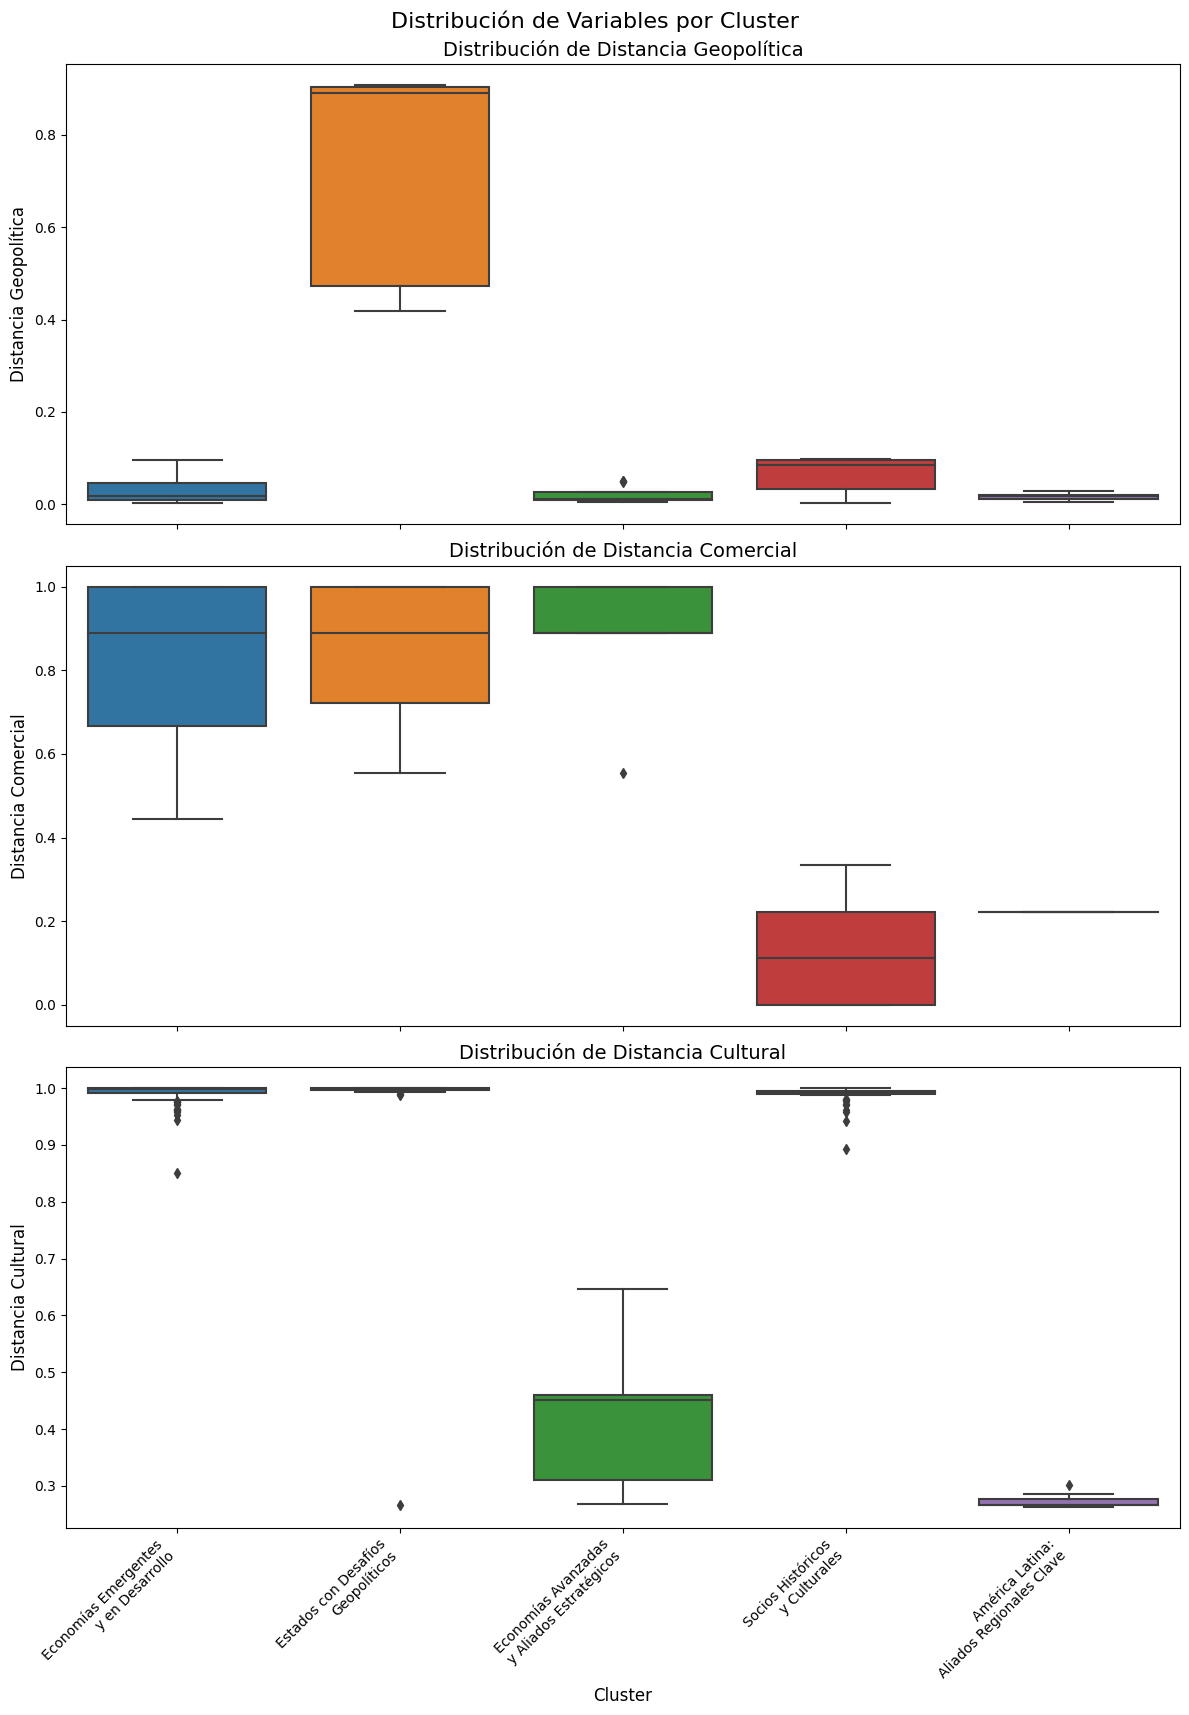 Distribución de Variables por Cluster
Distribución de Distancia Geopolítica
Distancia Geopolítica
0.8
0.6
0.4
0.2
0.0
Distribución de Distancia Comercial
Distancia Comercial
1.0
0.8
0.6
0.4
0.2
0.0
Distribución de Distancia Cultural
Distancia Cultural
1.0
0.9
0.8
0.7
0.6
0.5
0.4
0.3
Economías Emergentes
y en Desarrollo
Estados con Desafíos
Geopolíticos
Economías Avanzadas
y Aliados Estratégicos
Socios Históricos
y Culturales
América Latina:
Aliados Regionales Clave
Cluster